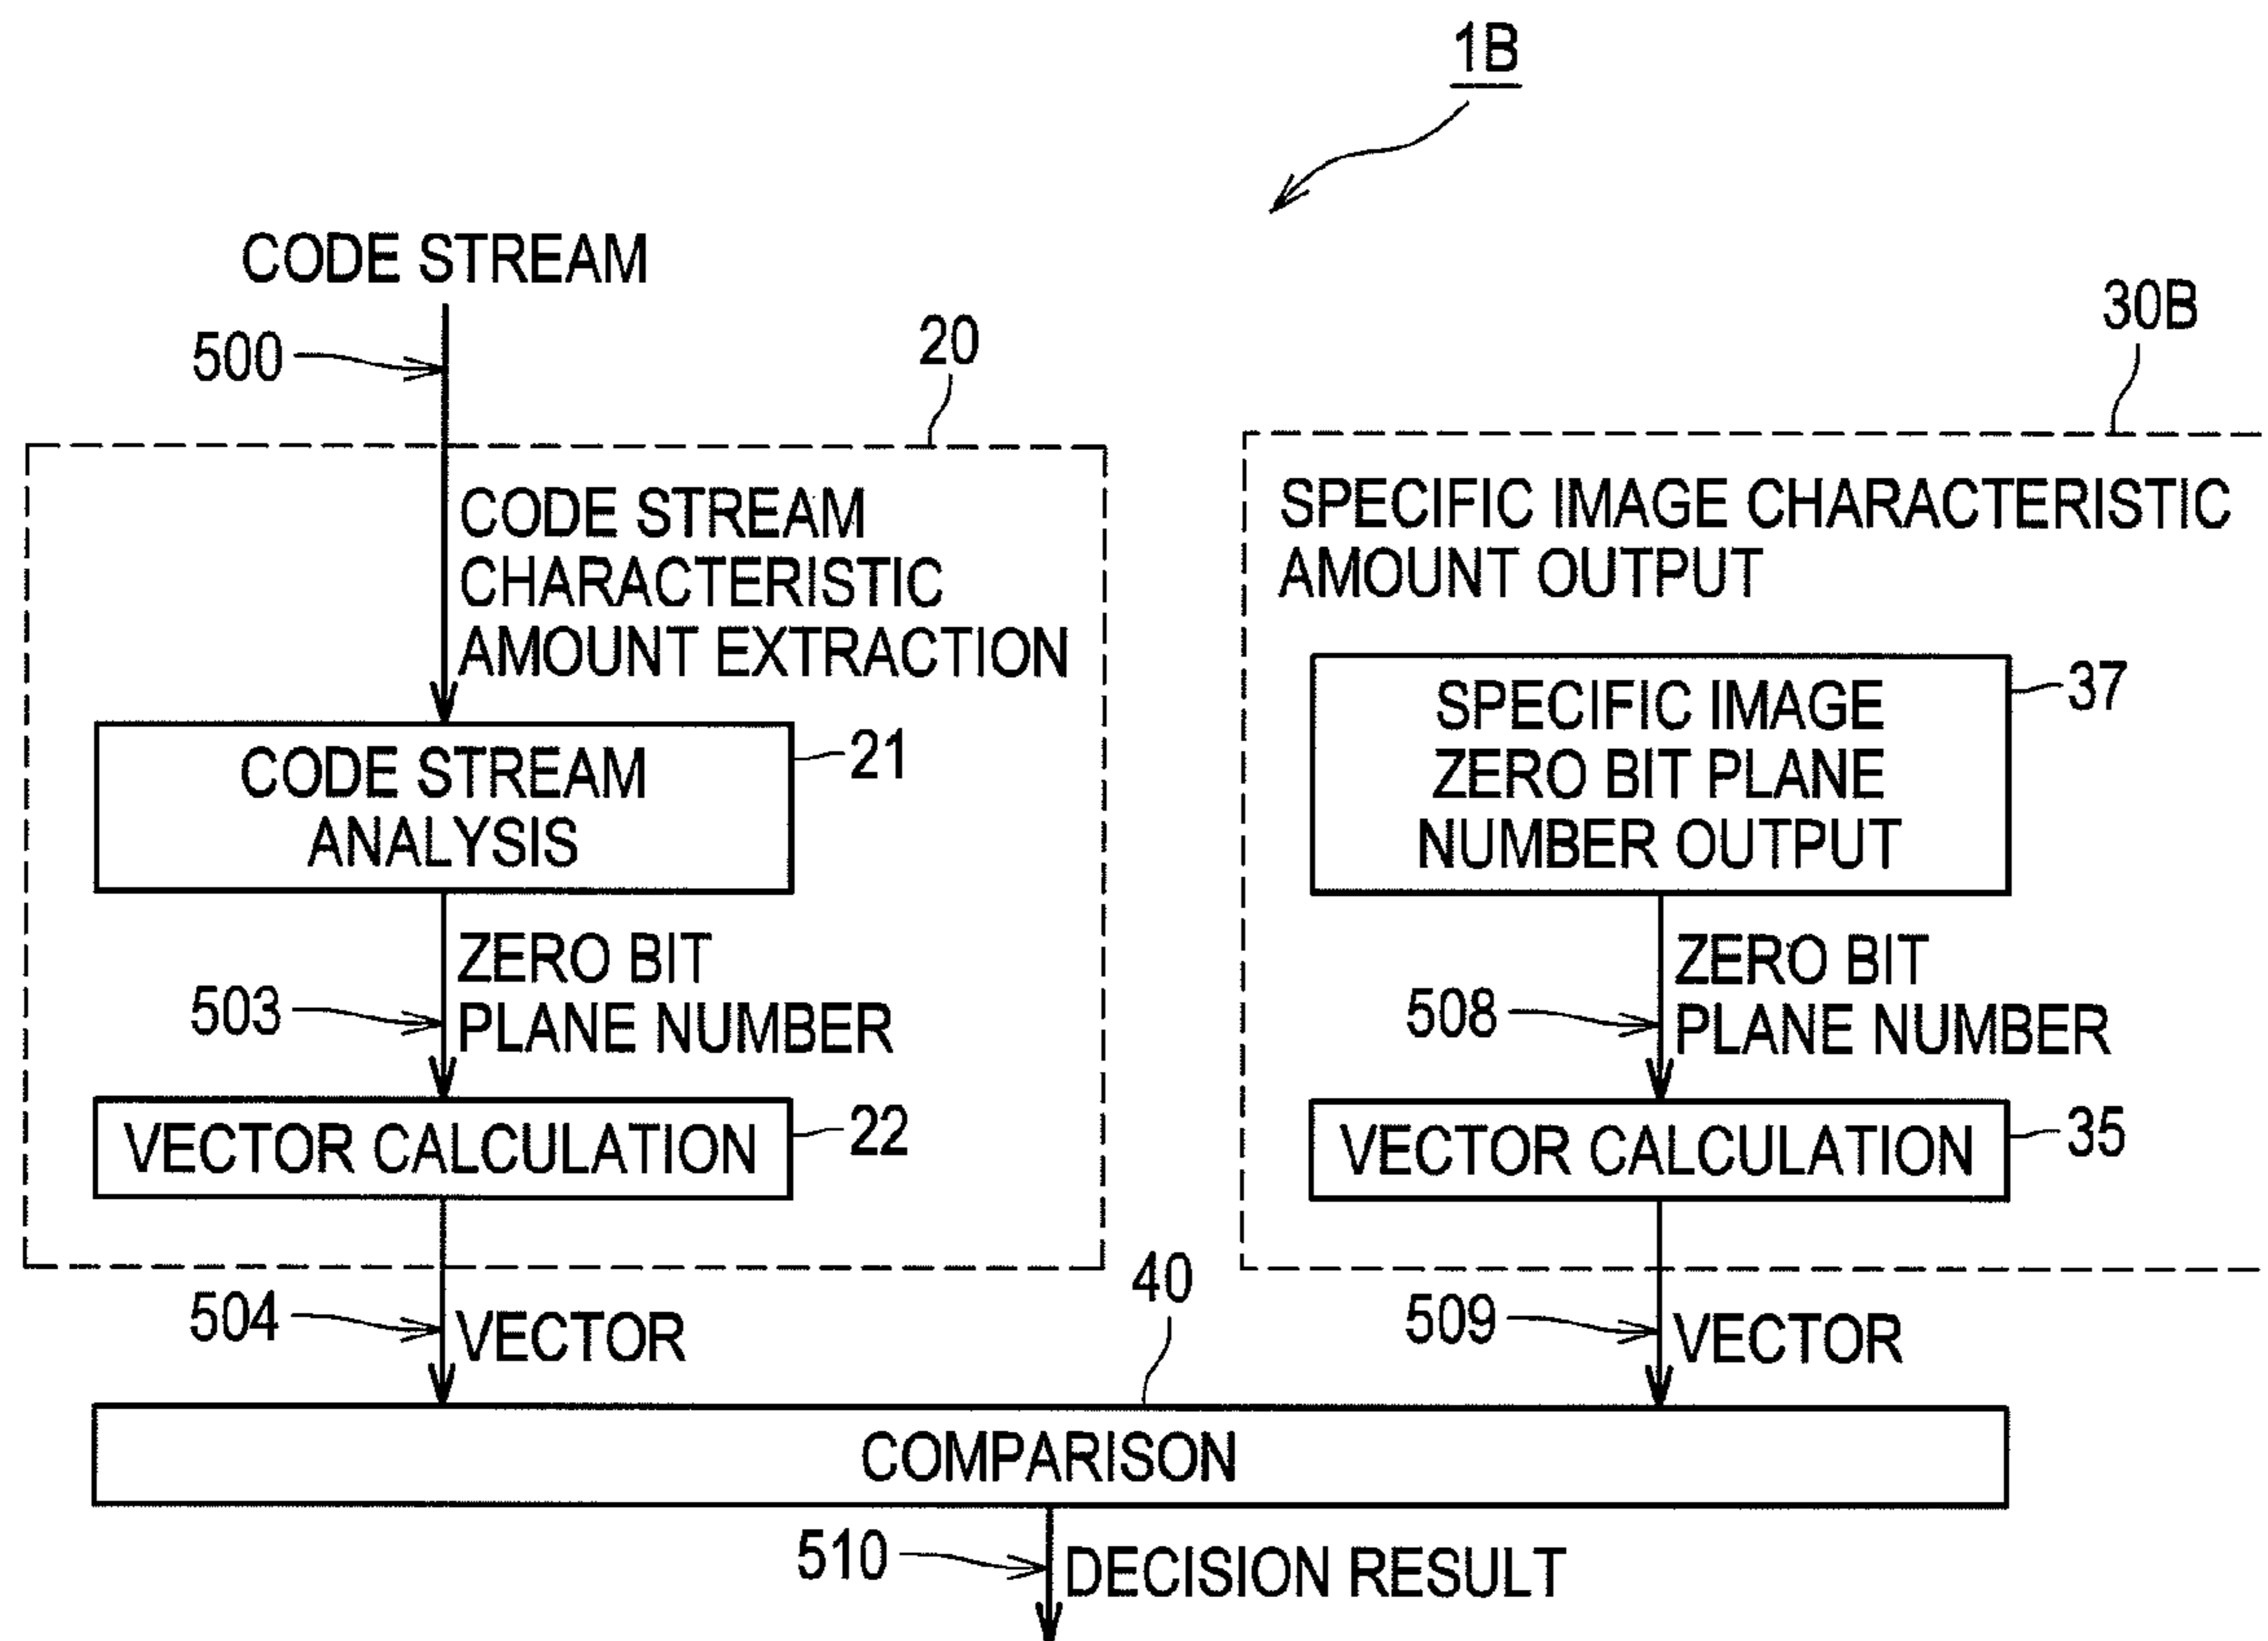 1B
CODE STREAM
500
20
30B
CODE STREAM
CHARACTERISTIC
AMOUNT EXTRACTION
SPECIFIC IMAGE CHARACTERISTIC
AMOUNT OUTPUT
CODE STREAM
ANALYSIS
21
SPECIFIC IMAGE
ZERO BIT PLANE
NUMBER OUTPUT
37
503
ZERO BIT
PLANE NUMBER
508
ZERO BIT
PLANE NUMBER
VECTOR CALCULATION
22
VECTOR CALCULATION
35
504
VECTOR
40
509
VECTOR
COMPARISON
510
DECISION RESULT